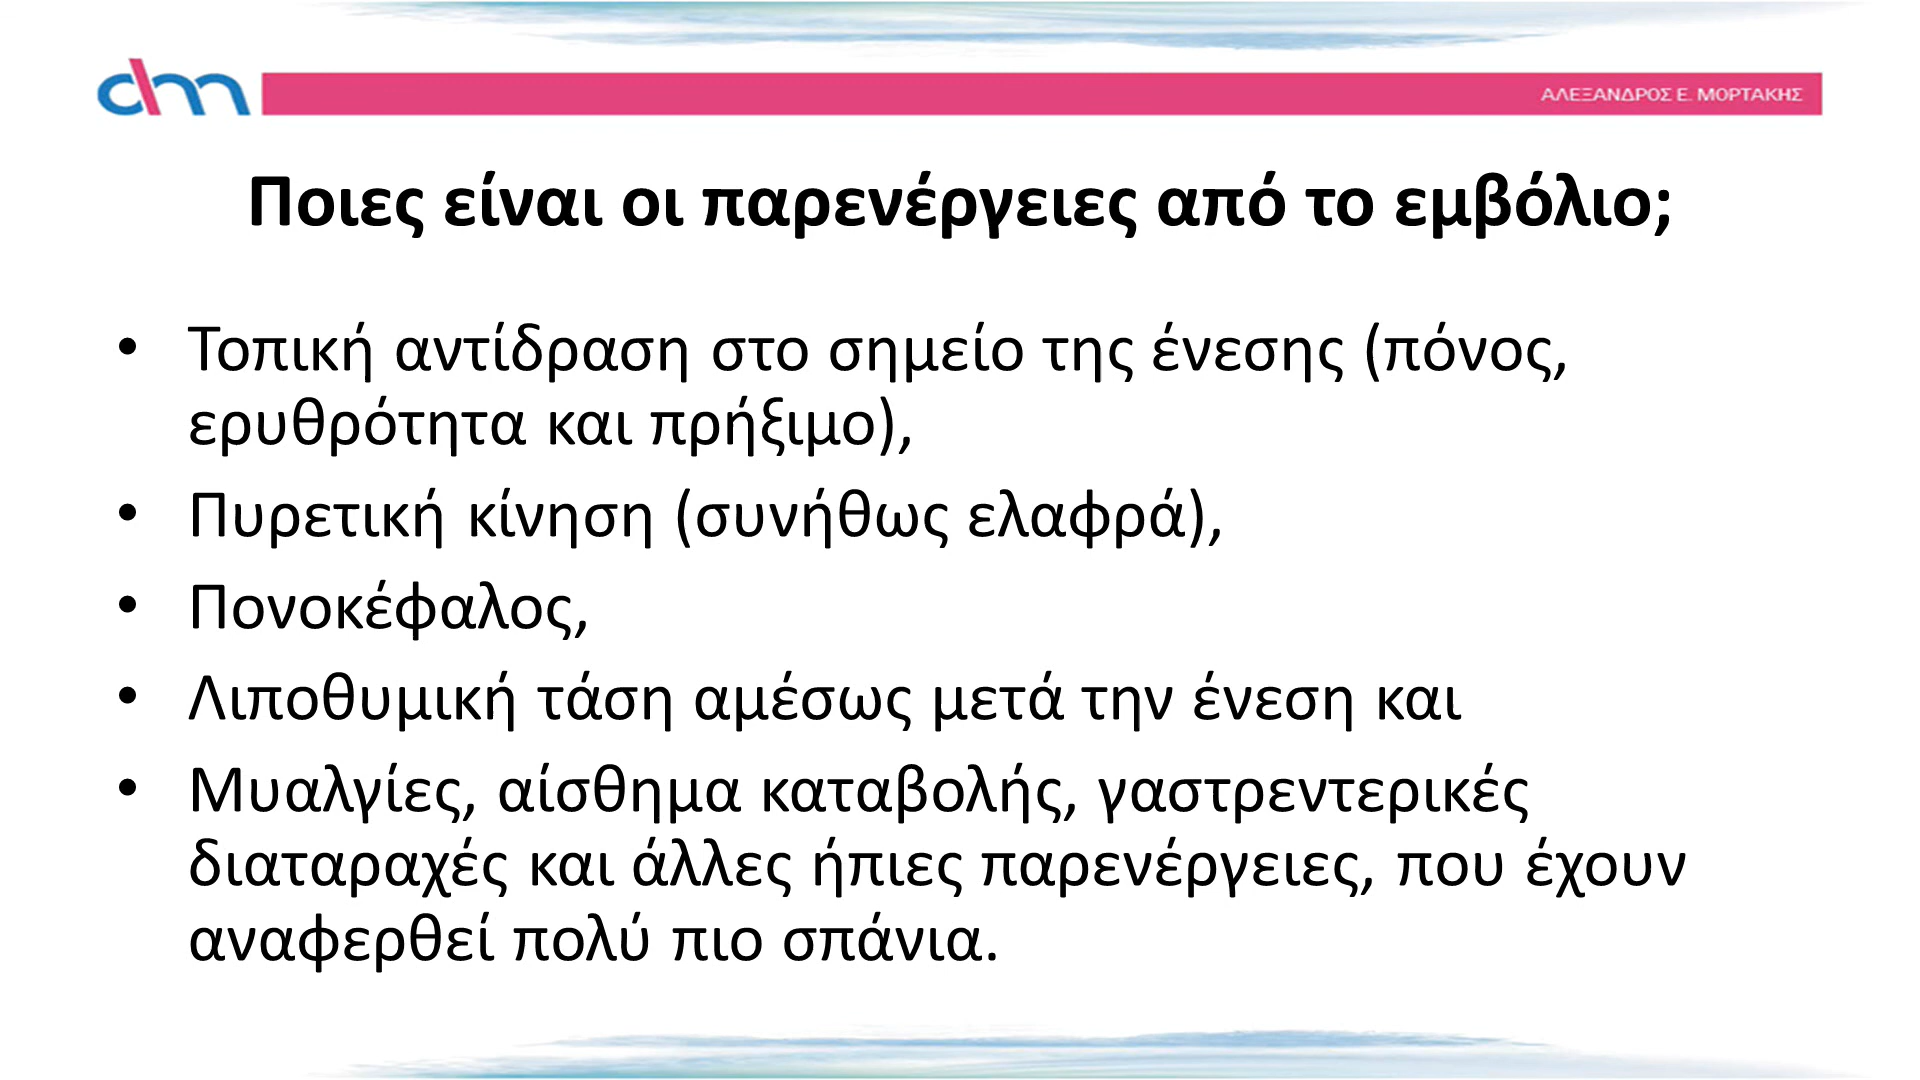 ΑΛΕΞΑΝΔΡΟΣ Ε. ΜΟΡΤΑΚΗΣ
Ποιες είναι οι παρενέργειες από το εμβόλιο;
• Τοπική αντίδραση στο σημείο της ένεσης (πόνος,
ερυθρότητα και πρήξιμο),
• Πυρετική κίνηση (συνήθως ελαφρά),
• Πονοκέφαλος,
• Λιποθυμική τάση αμέσως μετά την ένεση και
• Μυαλγίες, αίσθημα καταβολής, γαστρεντερικές
διαταραχές και άλλες ήπιες παρενέργειες, που έχουν
αναφερθεί πολύ πιο σπάνια.